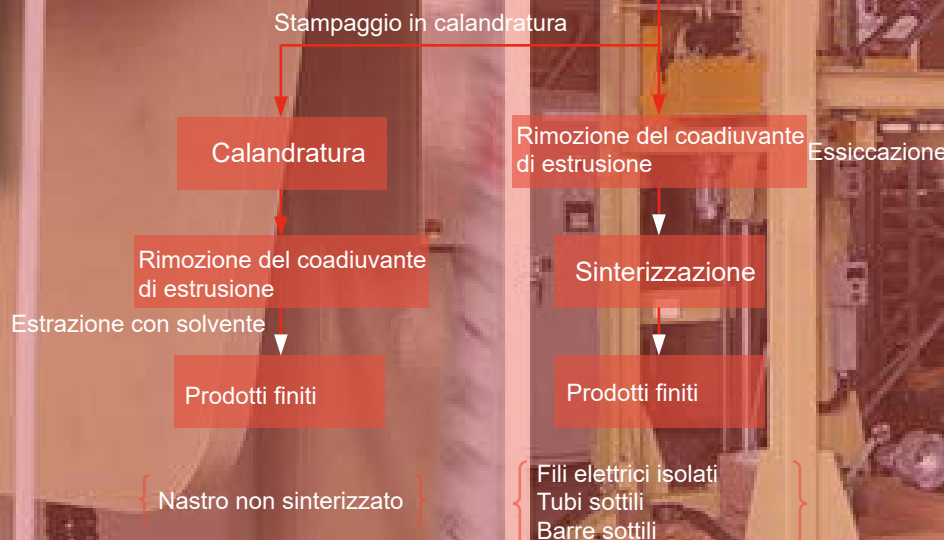 Stampaggio in calandratura
Calandratura
Rimozione del coadiuvante
di estrusione
Estrazione con solvente
Prodotti finiti
Nastro non sinterizzato
Rimozione del coadiuvante
di estrusione
Essiccazione
Sinterizzazione
Prodotti finiti
Fili elettrici isolati
Tubi sottili
Barre sottili